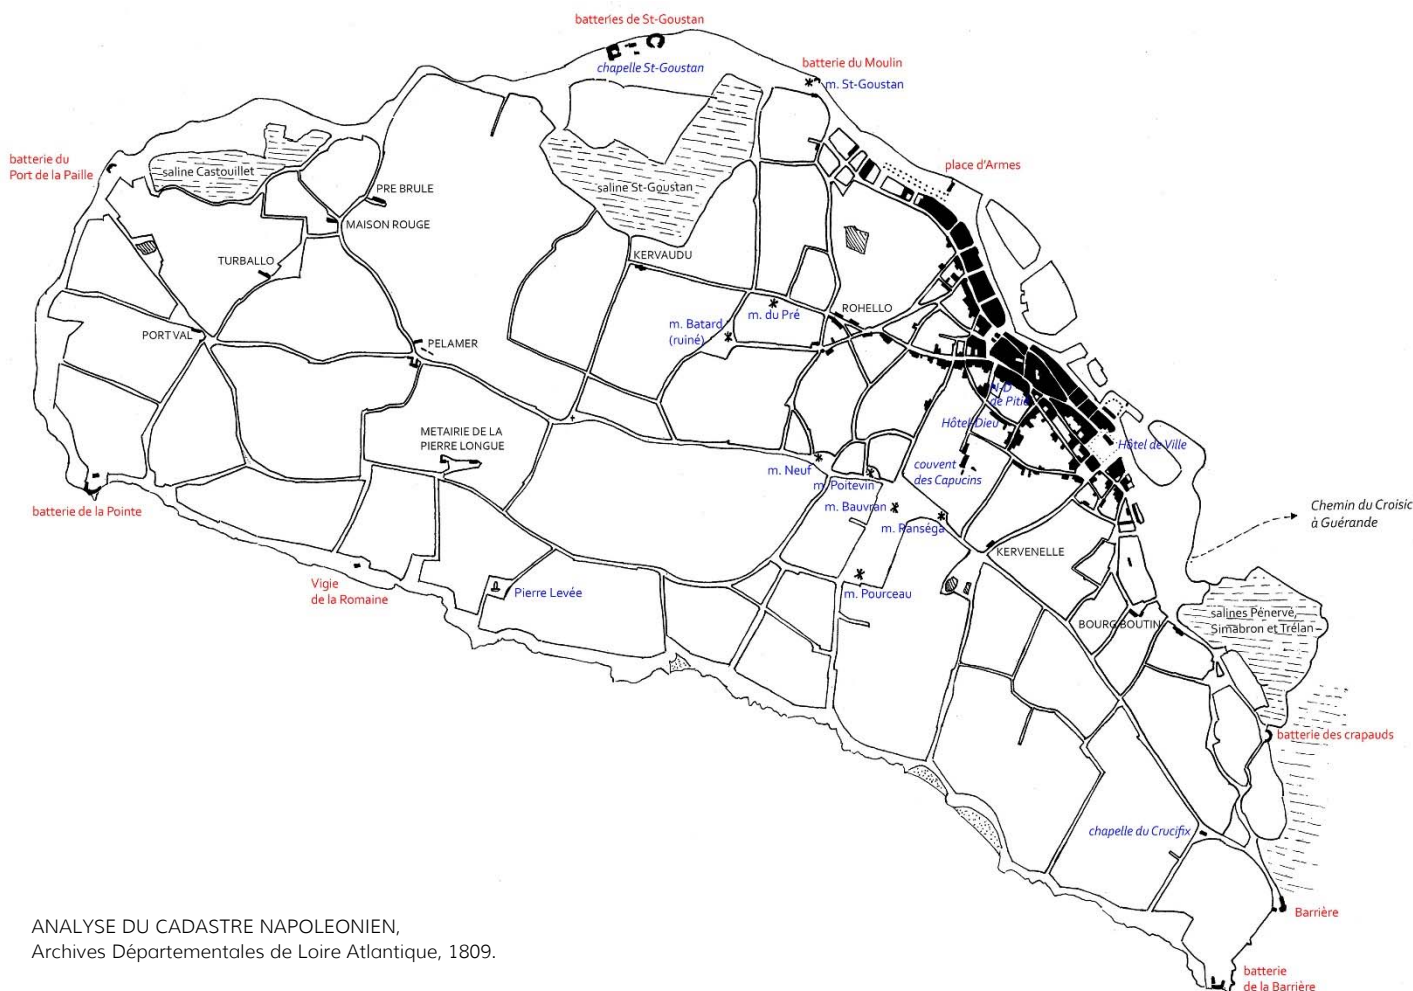 batteries de St-Goustan
chapelle St-Goustan
batterie du Moulin
m. St-Goustan
batterie du
Port de la Paille
saline Castouillet
place d'Armes
PRE BRULE
saline St-Goustan
MAISON ROUGE
TURBALLO
KERVAUDU
PORT VAL
PELAMER
m. Batard
(ruiné)
m. du Pré
ROHELLO
N-D
de Pitié
METAIRIE DE LA
PIERRE LONGUE
Hôtel-Dieu
Hôtel de Ville
m. Neuf
m. Poitevin
couvent
des Capucins
batterie de la Pointe
m. Bauvran
m. Ranséga
Chemin du Croisic
à Guérande
KERVENELLE
Vigie
de la Romaine
Pierre Levée
m. Pourceau
BOURG BOUTIN
salines Pénervé,
Simabron et Trélan
batterie des crapauds
chapelle du Crucifix
Barrière
ANALYSE DU CADASTRE NAPOLEONIEN,
Archives Départementales de Loire Atlantique, 1809.
batterie
de la Barrière